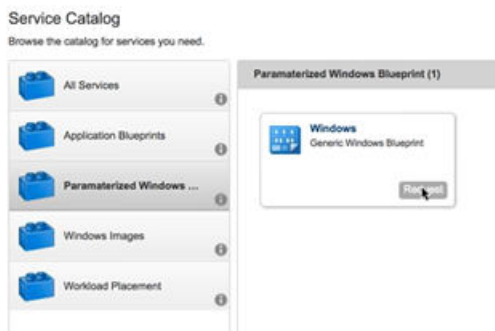 Service Catalog
Browse the catalog for services you need.
All Services
Application Blueprints
Paramaterized Windows ...
Windows Images
Workload Placement
Paramaterized Windows Blueprint (1)
Windows
Generic Windows Blueprint
Request